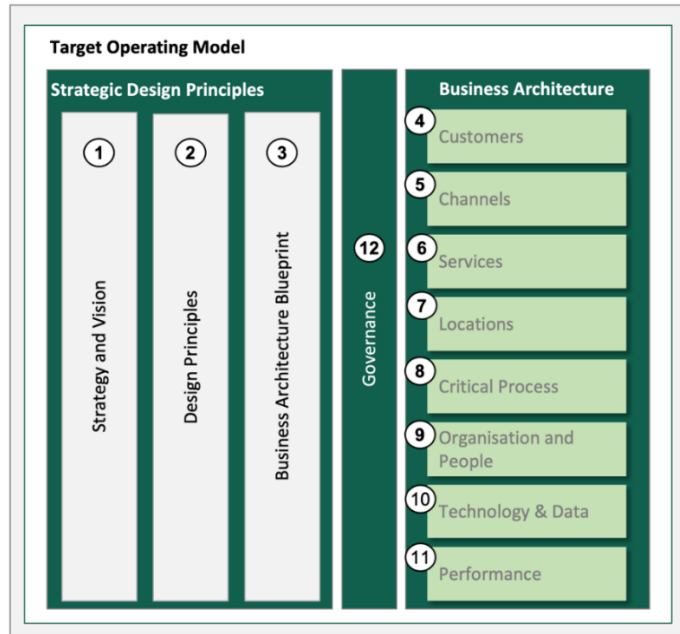 Target Operating Model
Strategic Design Principles
1
Strategy and Vision
2
Design Principles
3
Business Architecture Blueprint
12
Governance
Business Architecture
4
Customers
5
Channels
6
Services
7
Locations
8
Critical Process
9
Organisation and
People
10
Technology & Data
11
Performance